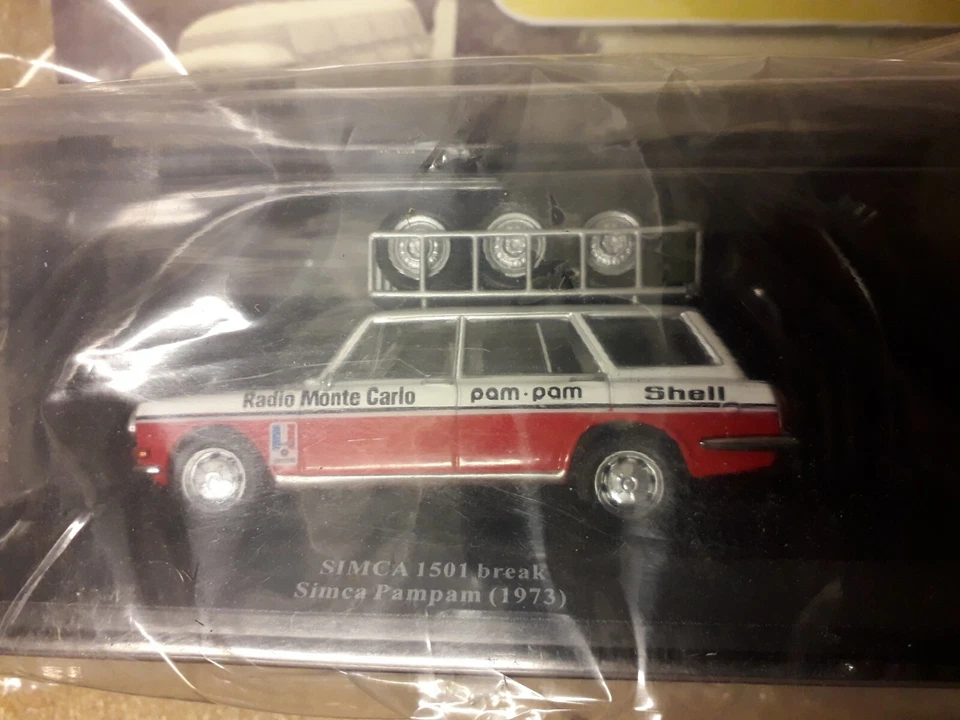 Radio Monte Carlo pam·pam Shell
SIMCA 1501 break
Simca Pampam (1973)